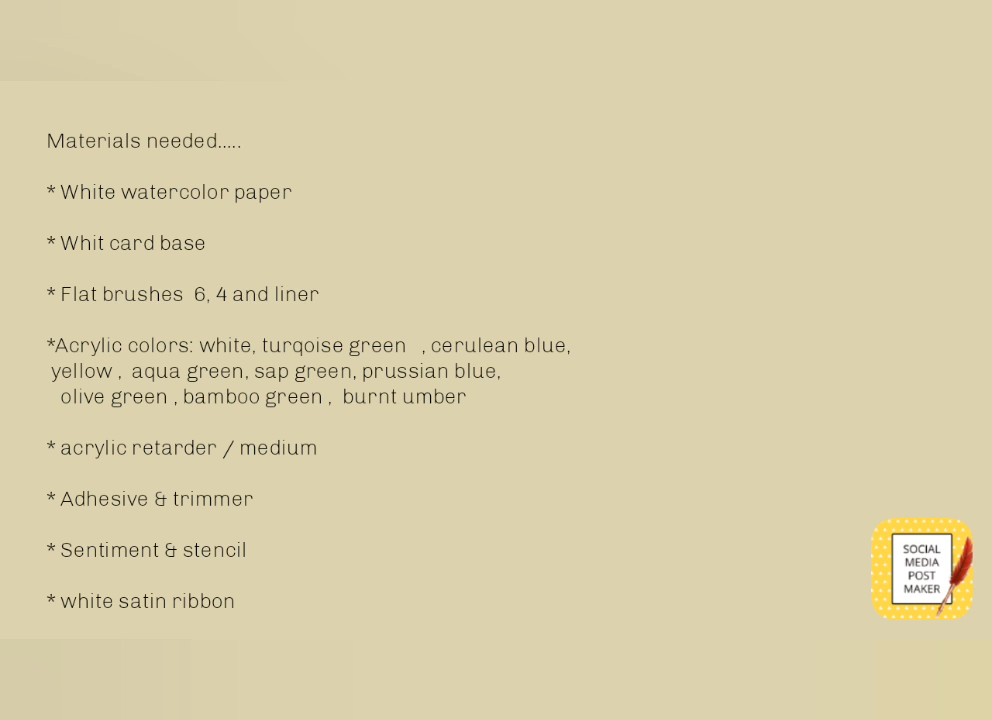 Materials needed.....
* White watercolor paper
* Whit card base
* Flat brushes  6, 4 and liner
*Acrylic colors: white, turqoise green   , cerulean blue,
yellow ,  aqua green, sap green, prussian blue,
olive green , bamboo green ,  burnt umber
* acrylic retarder / medium
* Adhesive & trimmer
* Sentiment & stencil
* white satin ribbon
SOCIAL
MEDIA
POST
MAKER